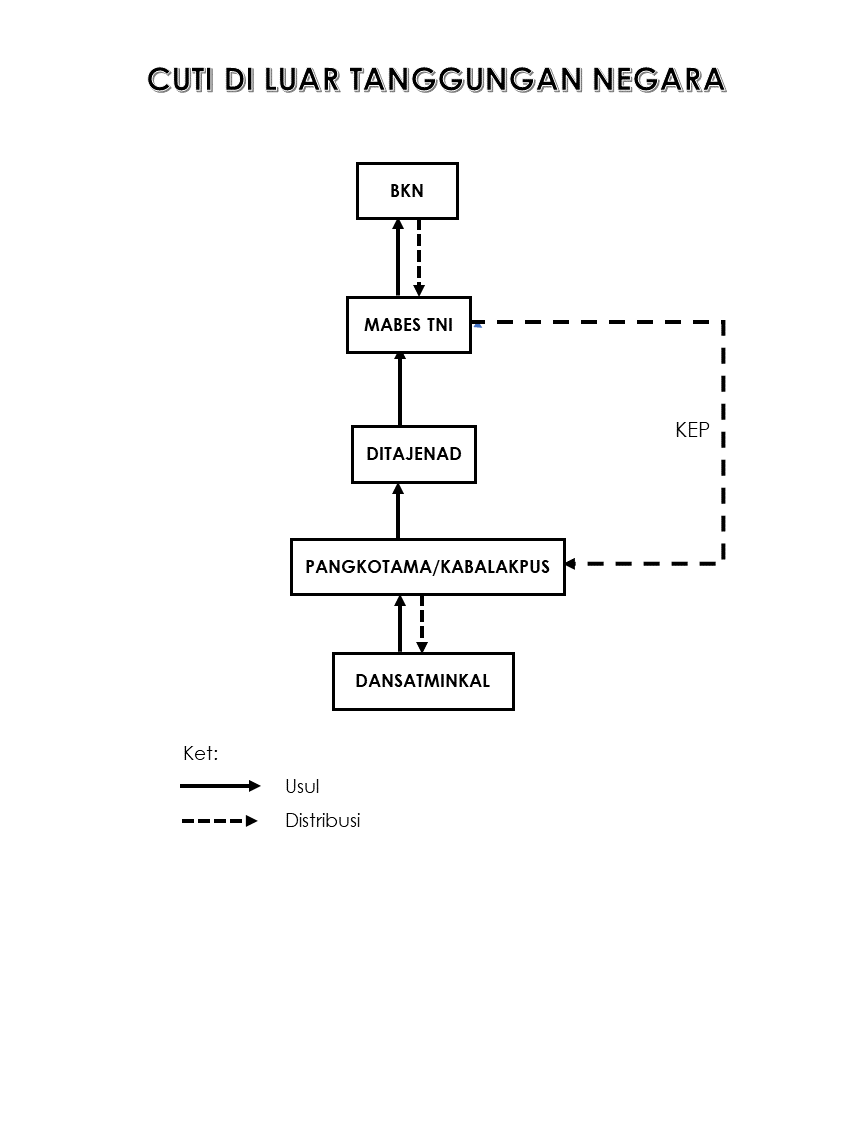 CUTI DI LUAR TANGGUNGAN NEGARA
BKN
MABES TNI
KEP
DITAJENAD
PANGKOTAMA/KABALAKPUS
DANSATMINKAL
Ket:
Usul
Distribusi